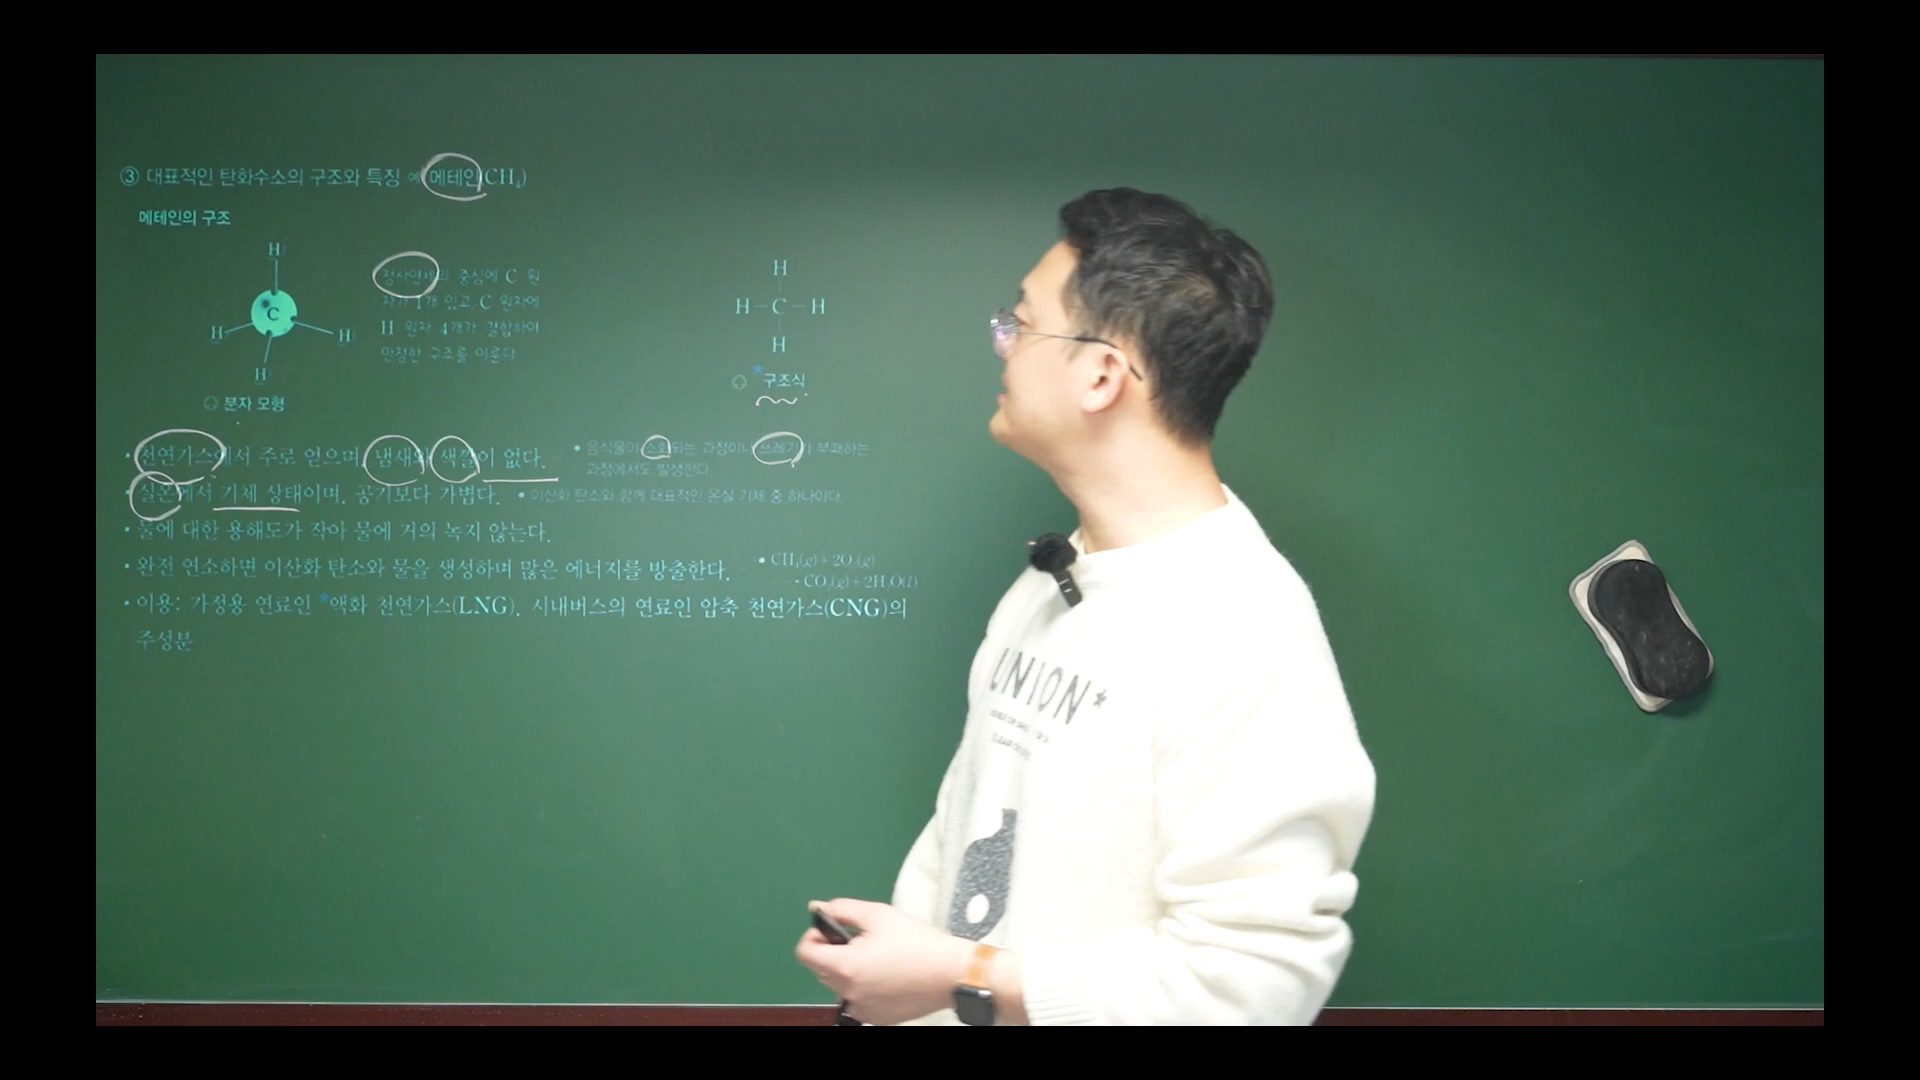 ③ 대표적인 탄화수소의 구조와 특징 예 메테인(CH₄)
메테인의 구조
H
C
H
H
H
분자 모형
정사면체의 중심에 C 원
자가 1개 있고, C 원자에
H 원자 4개가 결합하여
안정한 구조를 이룬다
H
H－C－H
H
*구조식
• 천연가스에서 주로 얻으며, 냄새와 색깔이 없다.
• 음식물이 소화되는 과정이나 쓰레기가 부패하는
과정에서도 발생한다.
• 실온에서 기체 상태이며, 공기보다 가볍다.
• 이산화 탄소와 함께 대표적인 온실 기체 중 하나이다.
• 물에 대한 용해도가 작아 물에 거의 녹지 않는다.
• 완전 연소하면 이산화 탄소와 물을 생성하며 많은 에너지를 방출한다.
• CH₄(g) + 2O₂(g)
CO₂(g) + 2H₂O(l)
• 이용: 가정용 연료인 *액화 천연가스(LNG), 시내버스의 연료인 압축 천연가스(CNG)의
주성분
UNION*